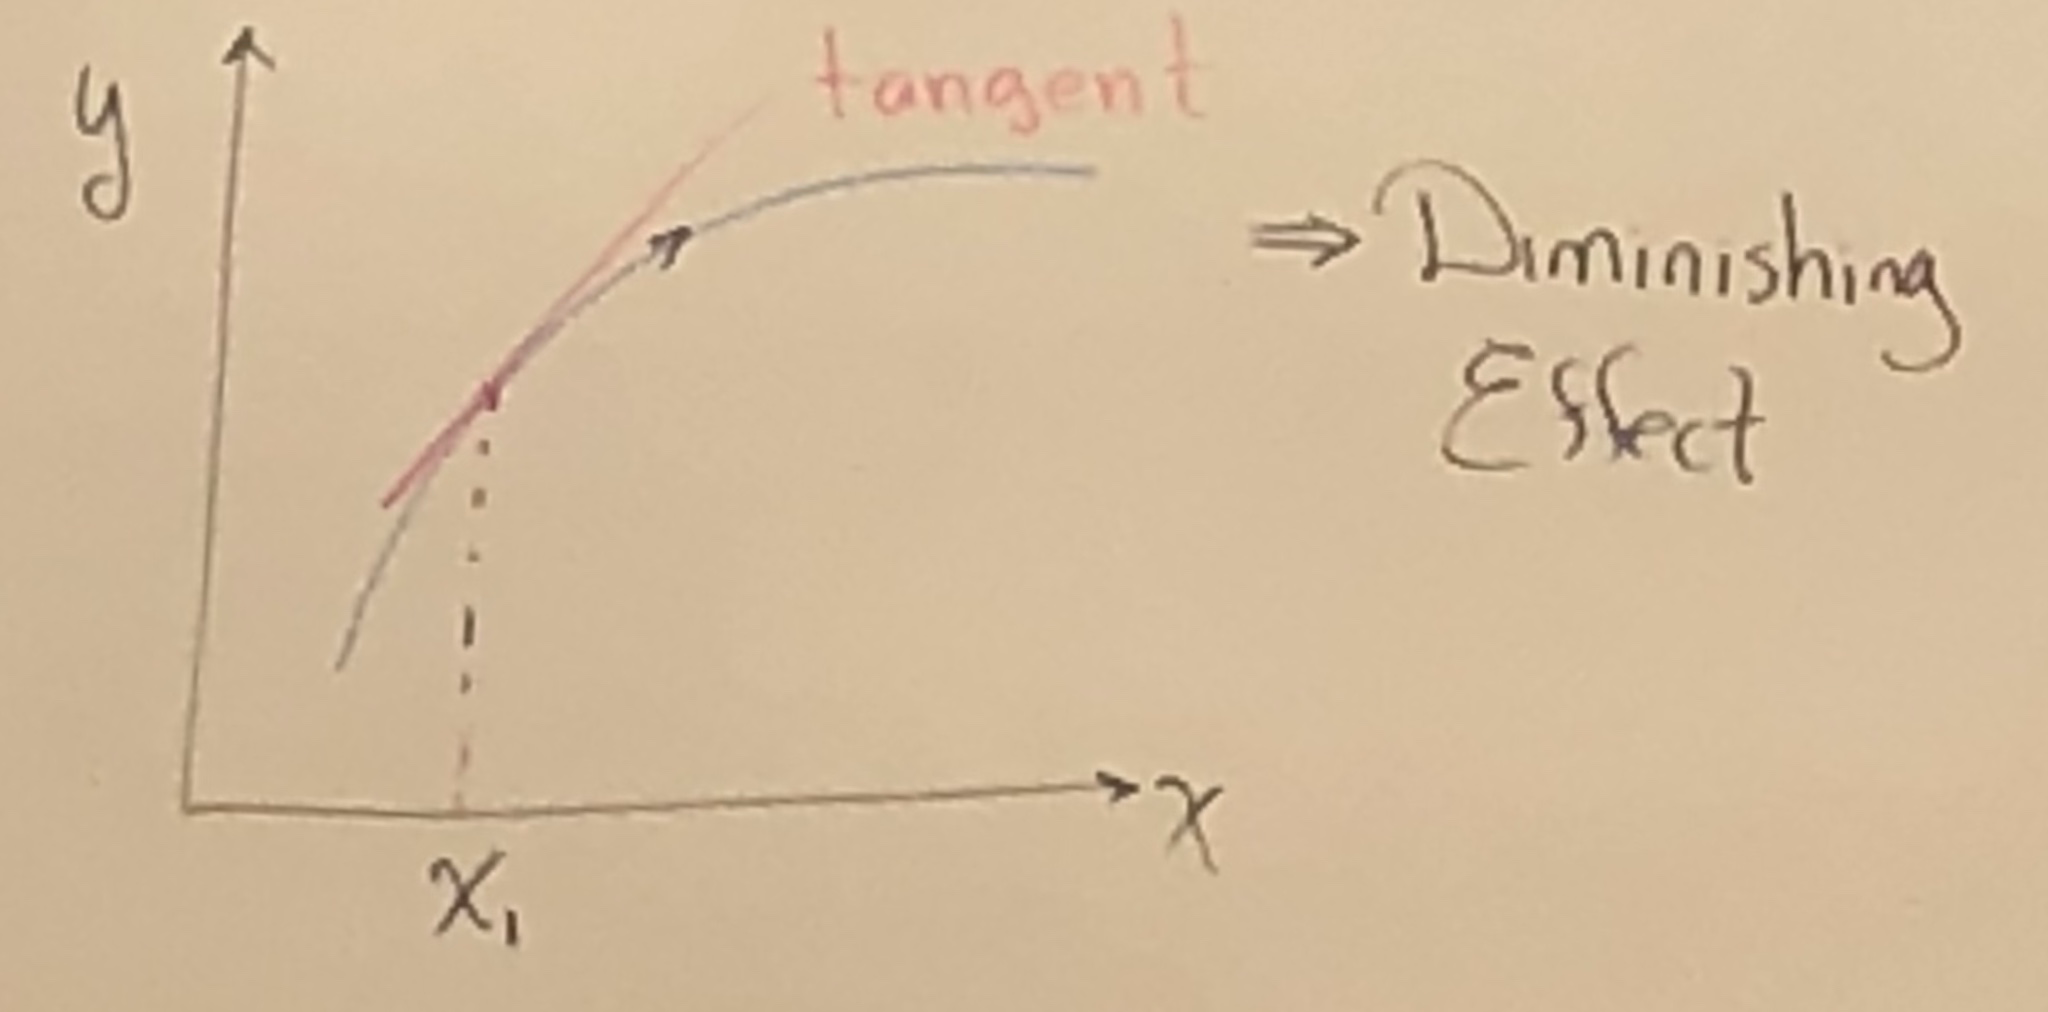 tangent
y
⇒ Diminishing
Effect
x
x₁